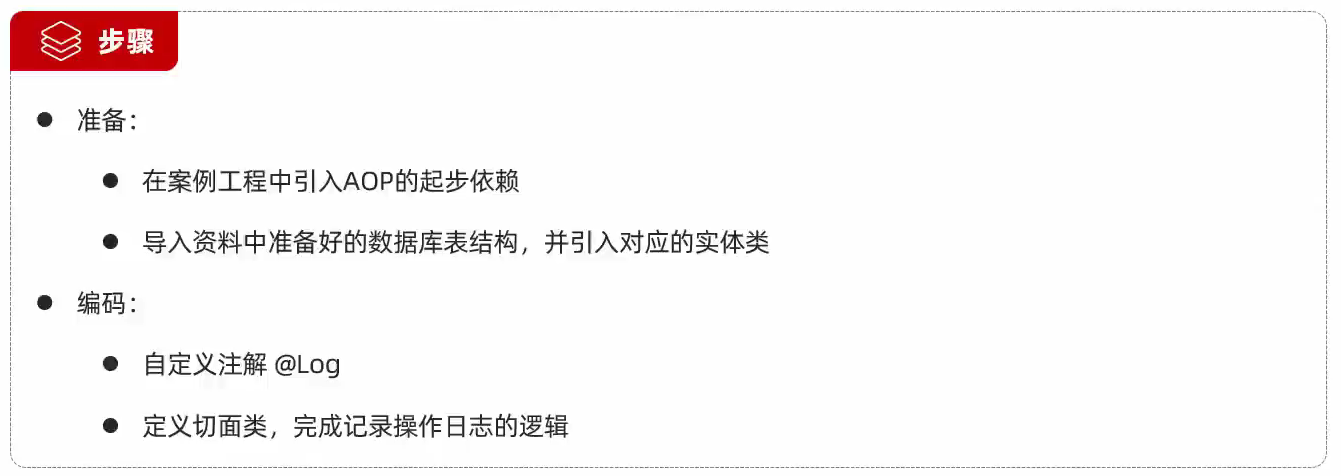 步骤
准备：
在案例工程中引入AOP的起步依赖
导入资料中准备好的数据库表结构，并引入对应的实体类
编码：
自定义注解 @Log
定义切面类，完成记录操作日志的逻辑